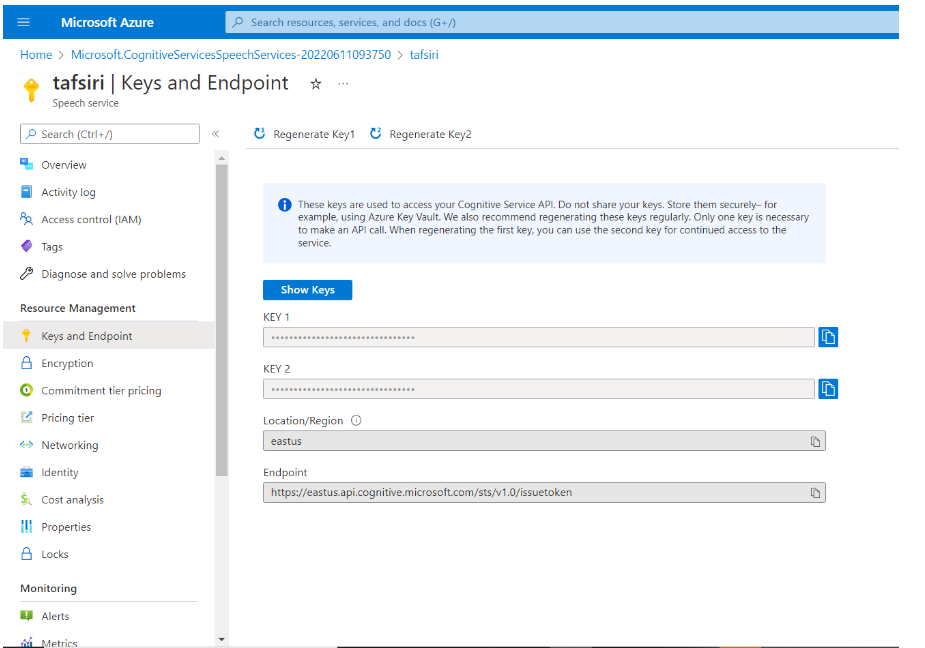 Microsoft Azure
Search resources, services, and docs (G+/)
Home > Microsoft.CognitiveServicesSpeechServices-20220611093750 > tafsiri
tafsiri | Keys and Endpoint
Speech service
Search (Ctrl+/)
Overview
Activity log
Access control (IAM)
Tags
Diagnose and solve problems
Resource Management
Keys and Endpoint
Encryption
Commitment tier pricing
Pricing tier
Networking
Identity
Cost analysis
Properties
Locks
Monitoring
Alerts
Metrics
Regenerate Key1 Regenerate Key2
These keys are used to access your Cognitive Service API. Do not share your keys. Store them securely– for
example, using Azure Key Vault. We also recommend regenerating these keys regularly. Only one key is necessary
to make an API call. When regenerating the first key, you can use the second key for continued access to the
service.
Show Keys
KEY 1
KEY 2
Location/Region
eastus
Endpoint
https://eastus.api.cognitive.microsoft.com/sts/v1.0/issuetoken